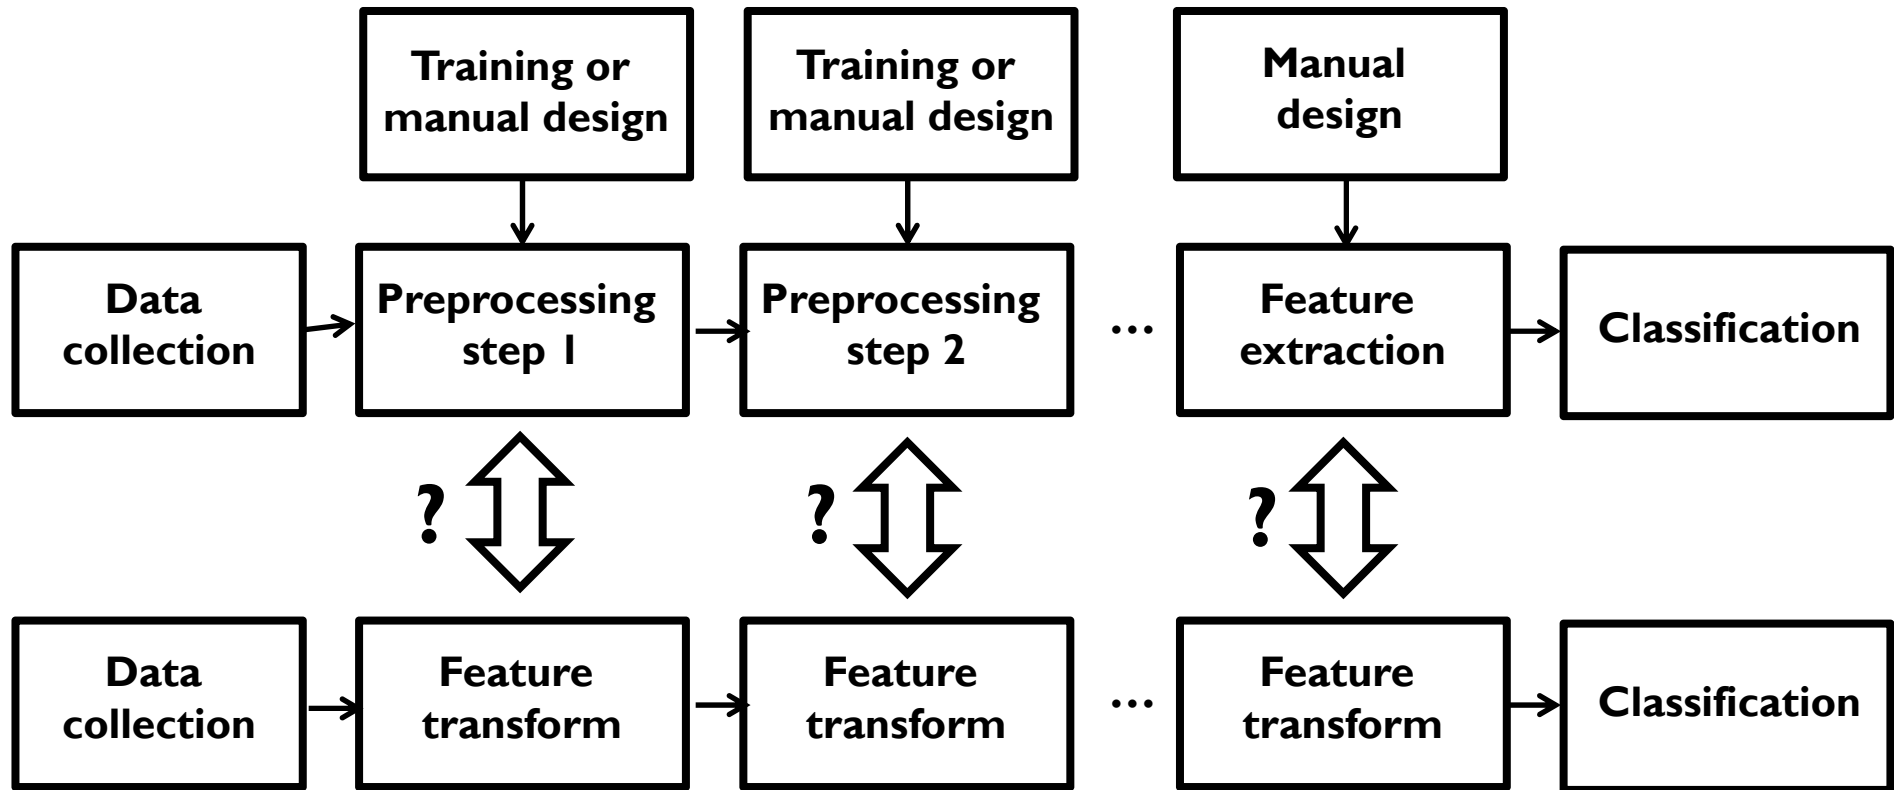 Training or
manual design
Training or
manual design
Manual
design
Data
collection
Preprocessing
step 1
Preprocessing
step 2
...
Feature
extraction
Classification
?
?
?
Data
collection
Feature
transform
Feature
transform
...
Feature
transform
Classification